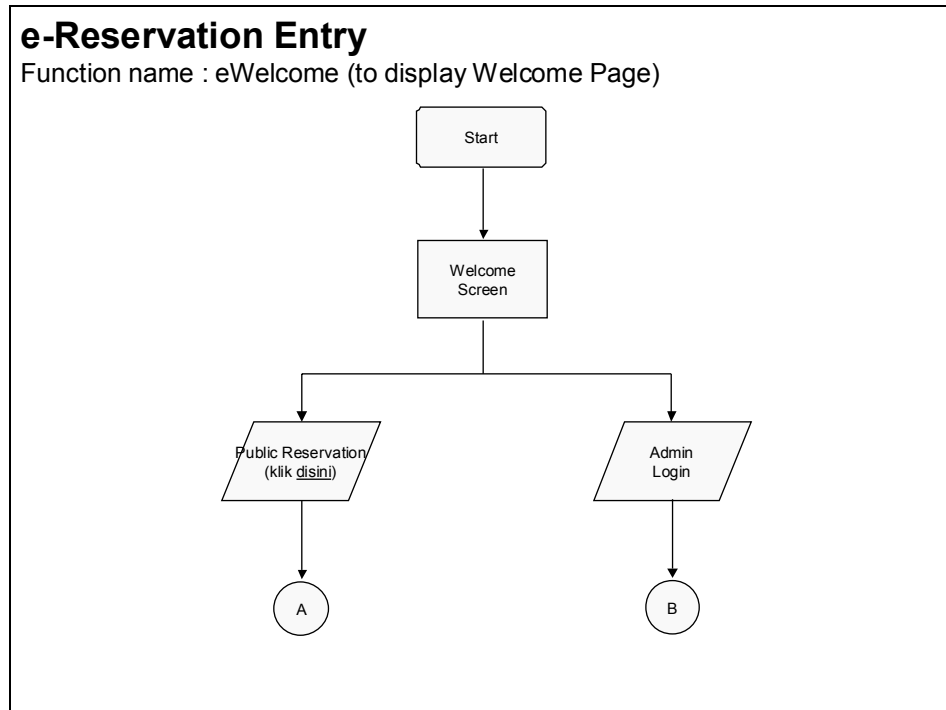 e-Reservation Entry
Function name : eWelcome (to display Welcome Page)
Start
Welcome
Screen
Public Reservation
(klik disini)
Admin
Login
A
B